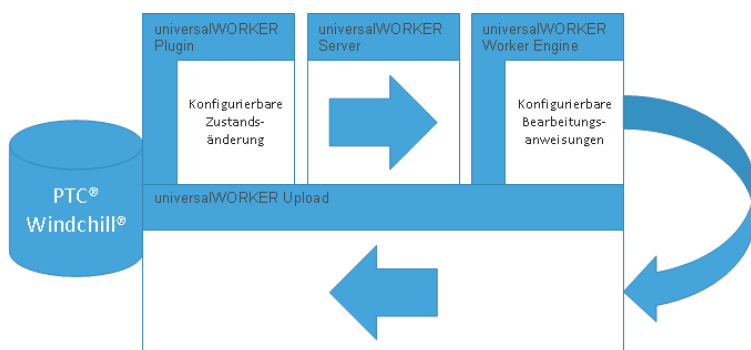 universalWORKER
Plugin
universalWORKER
Server
universalWORKER
Worker Engine
Konfigurierbare
Zustands-
änderung
Konfigurierbare
Bearbeitungs-
anweisungen
PTC®
Windchill®
universalWORKER Upload